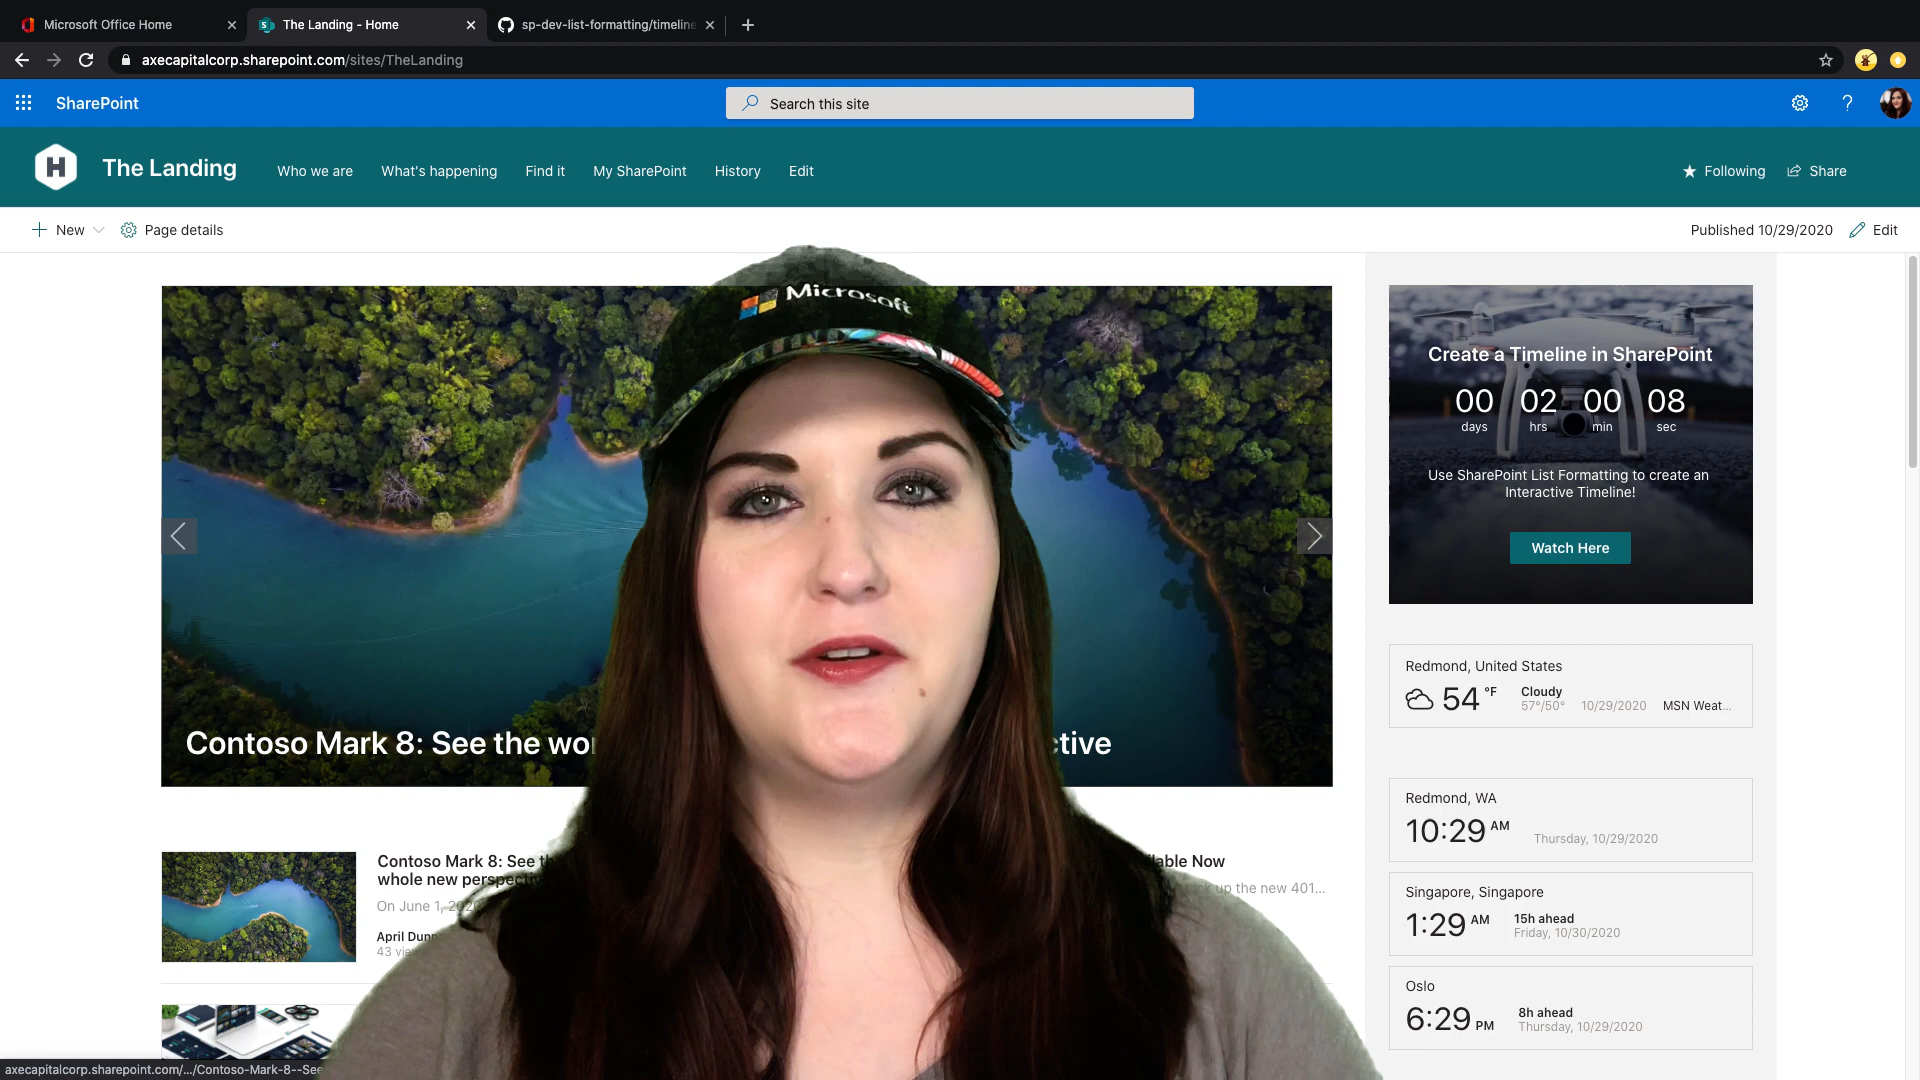 Microsoft Office Home
The Landing - Home
sp-dev-list-formatting/timeline
axecapitalcorp.sharepoint.com/sites/TheLanding
SharePoint
Search this site
?
H
The Landing
Who we are
What's happening
Find it
My SharePoint
History
Edit
Following
Share
New
Page details
Published 10/29/2020
Edit
Microsoft
Contoso Mark 8: See the
ctive
Create a Timeline in SharePoint
00 02 00 08
days hrs min sec
Use SharePoint List Formatting to create an
Interactive Timeline!
Watch Here
Redmond, United States
54 °F
Cloudy
57°/50° 10/29/2020 MSN Weat...
Redmond, WA
10:29 AM
Thursday, 10/29/2020
Singapore, Singapore
1:29 AM
15h ahead
Friday, 10/30/2020
Oslo
6:29 PM
8h ahead
Thursday, 10/29/2020
Contoso Mark 8: See
whole new
On June 1,
April
43
Now
up the new 401...
axecapitalcorp.sharepoint.com/.../Contoso-Mark-8--See